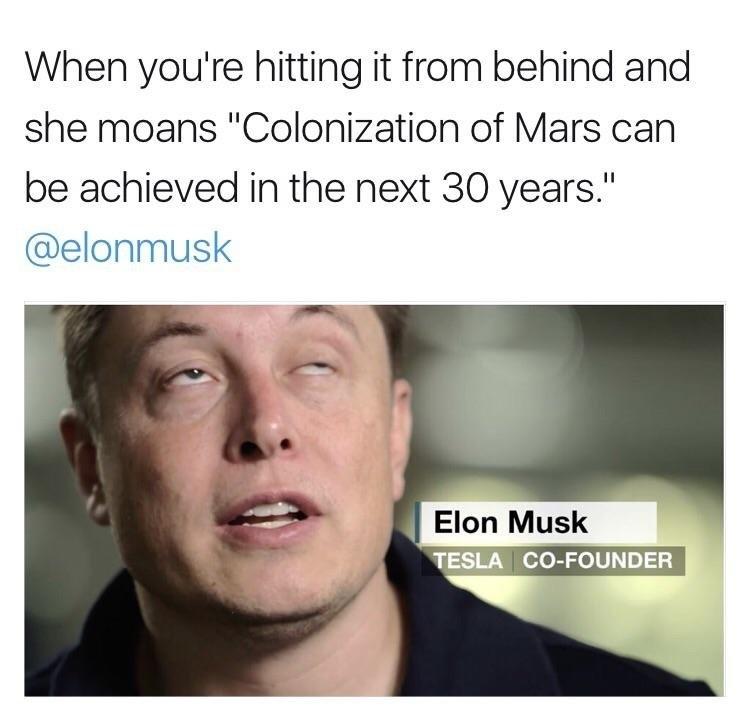 When you're hitting it from behind and
she moans "Colonization of Mars can
be achieved in the next 30 years."
@elonmusk
Elon Musk
TESLA | CO-FOUNDER